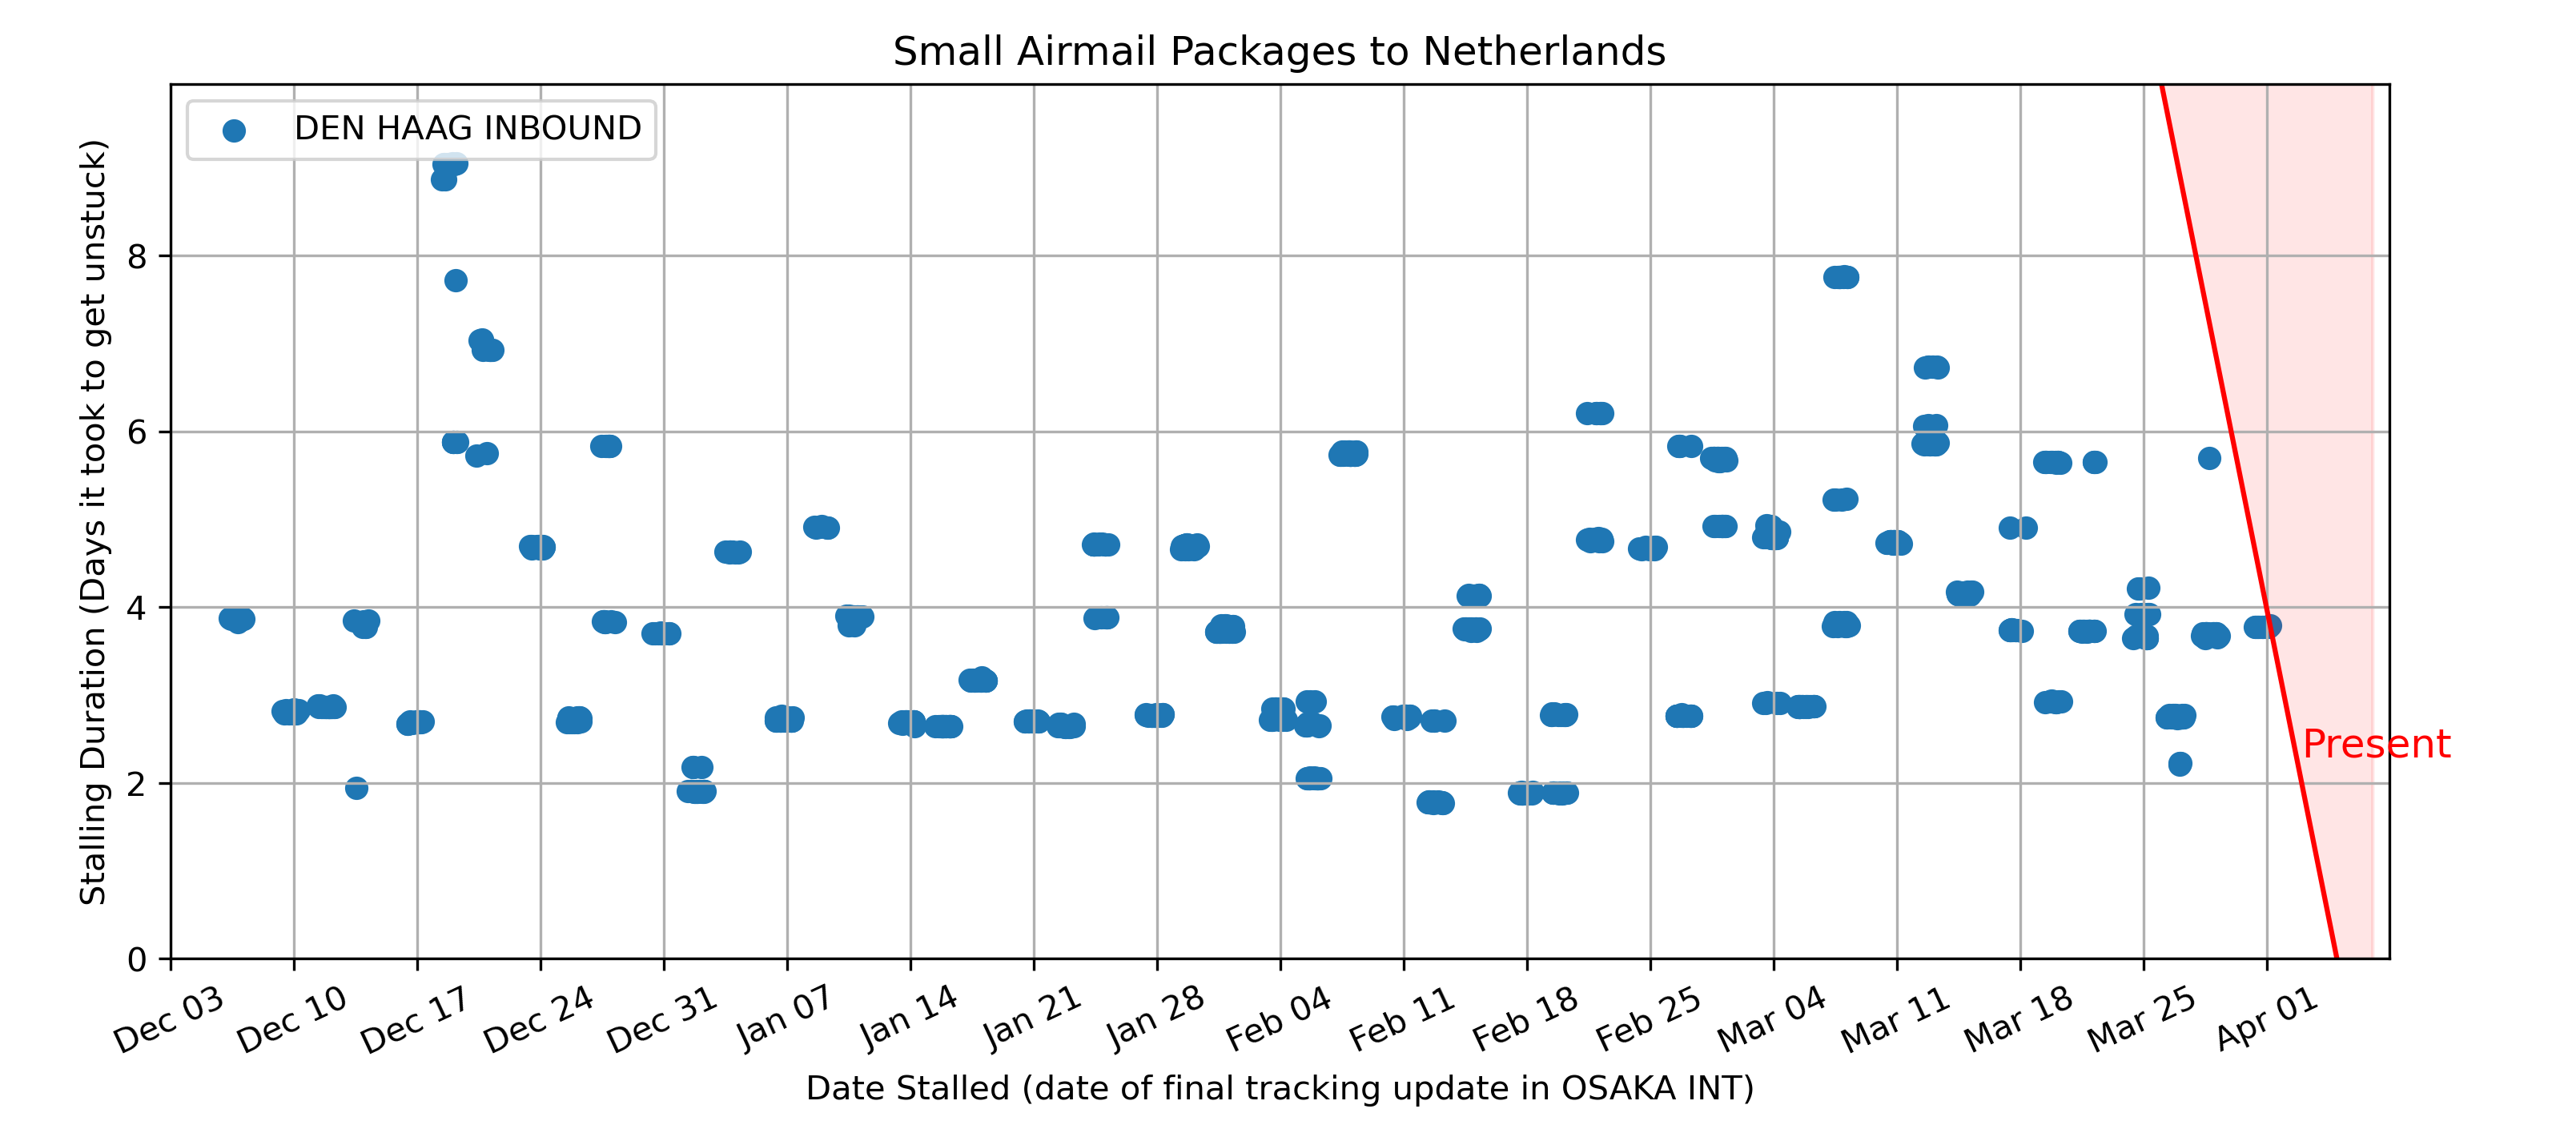 Small Airmail Packages to Netherlands
DEN HAAG INBOUND
Stalling Duration (Days it took to get unstuck)
8
6
4
2
0
Present
Dec 03 Dec 10 Dec 17 Dec 24 Dec 31 Jan 07 Jan 14 Jan 21 Jan 28 Feb 04 Feb 11 Feb 18 Feb 25 Mar 04 Mar 11 Mar 18 Mar 25 Apr 01
Date Stalled (date of final tracking update in OSAKA INT)